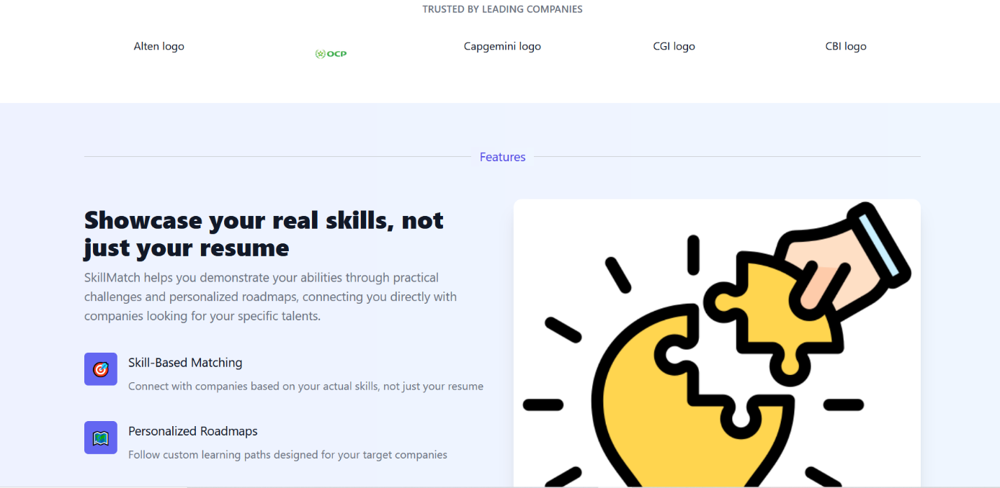 TRUSTED BY LEADING COMPANIES
Alten logo
OCP
Capgemini logo
CGI logo
CBI logo
Features
Showcase your real skills, not
just your resume
SkillMatch helps you demonstrate your abilities through practical
challenges and personalized roadmaps, connecting you directly with
companies looking for your specific talents.
Skill-Based Matching
Connect with companies based on your actual skills, not just your resume
Personalized Roadmaps
Follow custom learning paths designed for your target companies